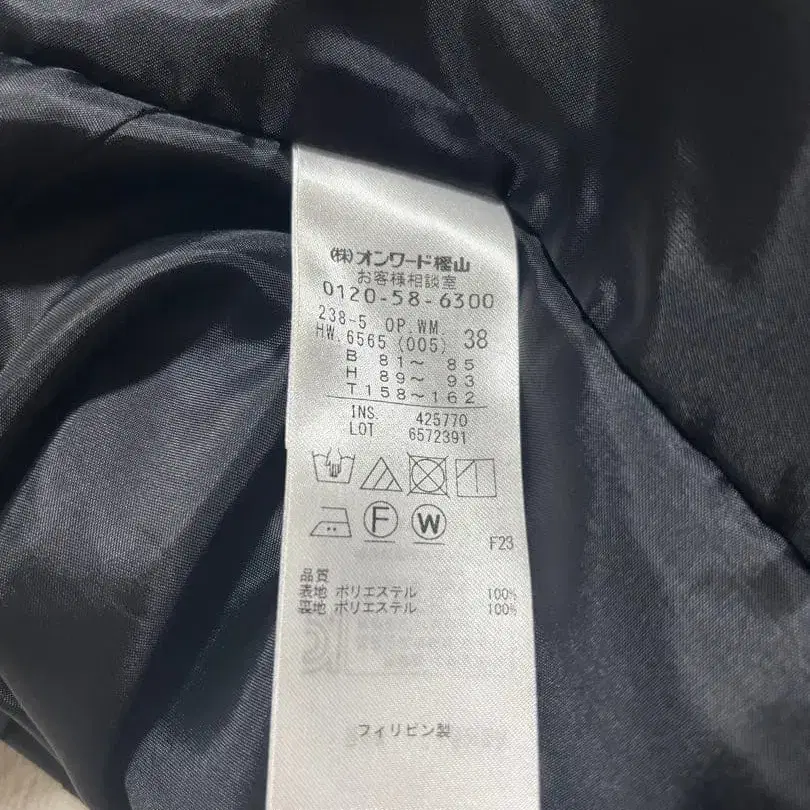 (株)オンワード樫山
お客様相談室
0120-58-6300
238-5 OP.WM.
HW.6565 (005) 38
B 81〜 85
H 89〜 93
T158〜162
INS. 425770
LOT 6572391
F
W
F23
品質
表地 ポリエステル 100%
裏地 ポリエステル 100%
フィリピン製